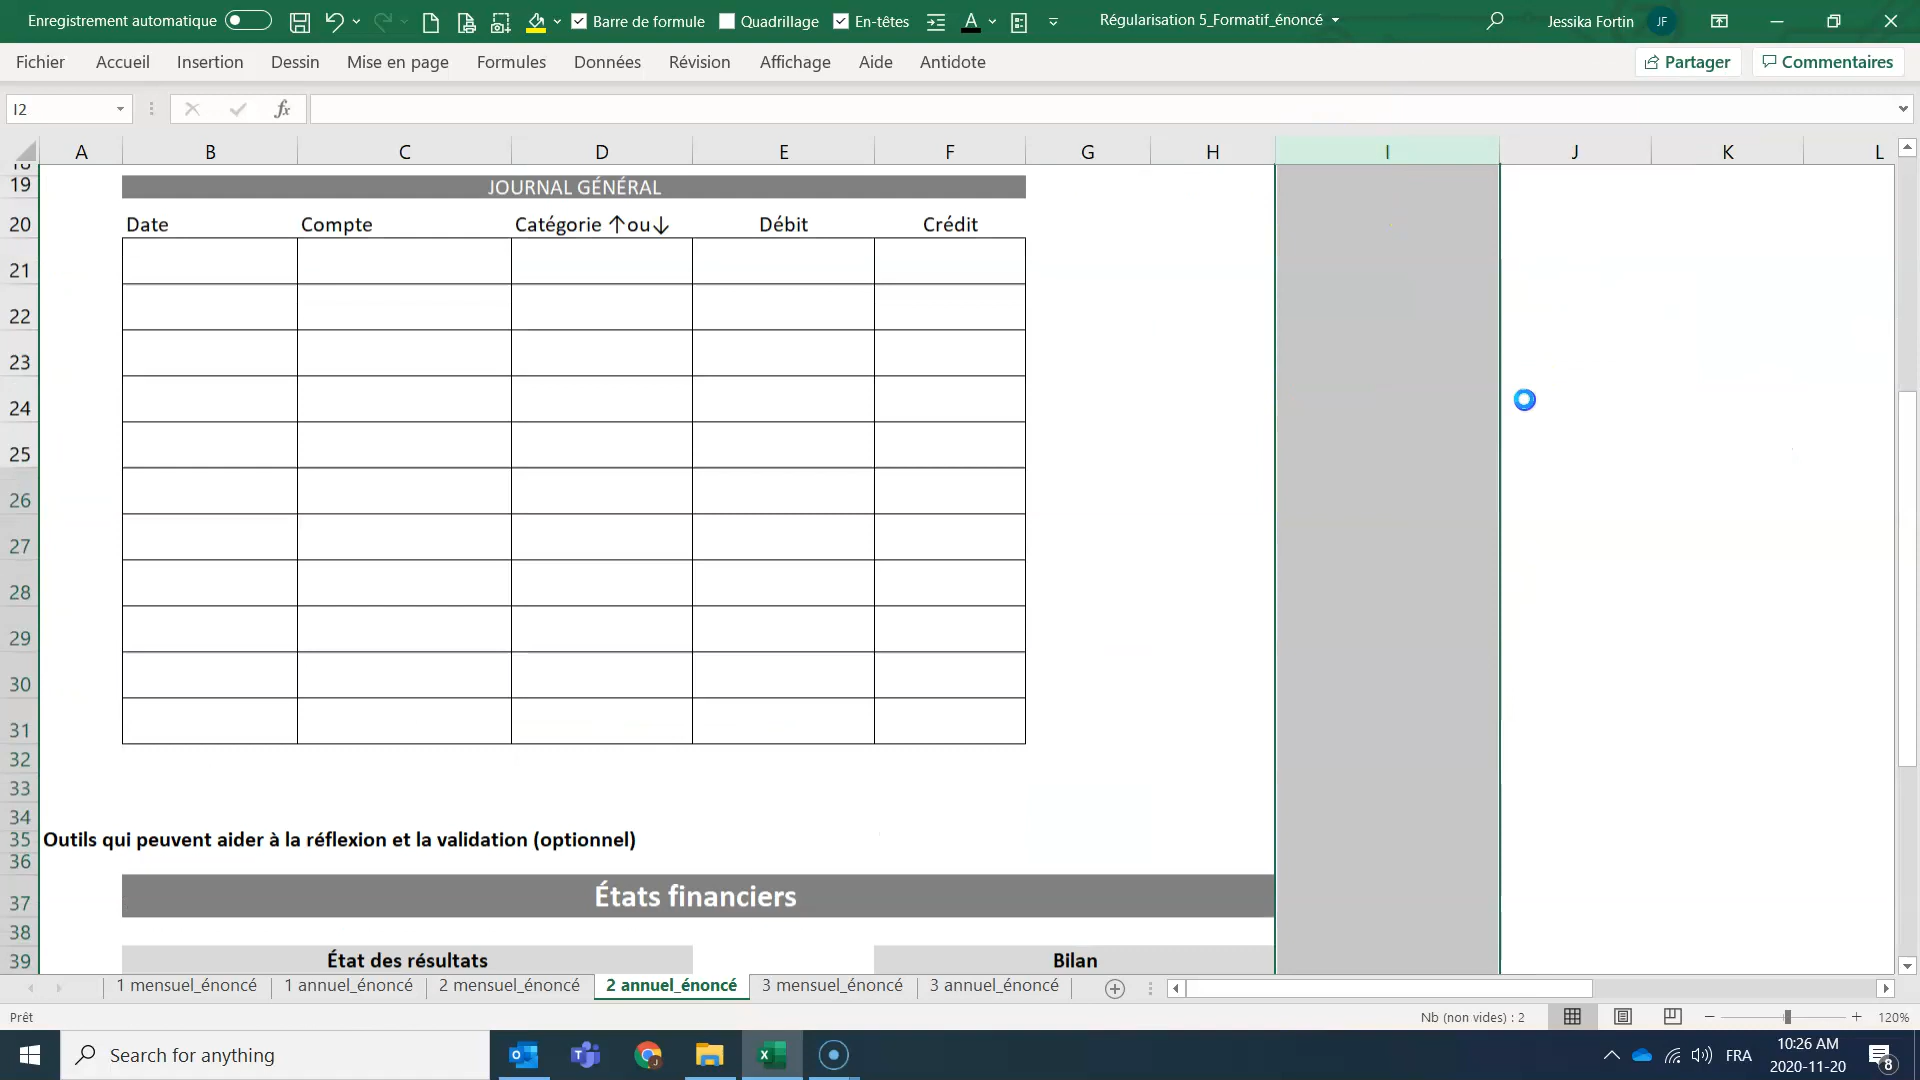 Enregistrement automatique
Barre de formule
Quadrillage
En-têtes
A
Régularisation 5_Formatif_énoncé
Jessika Fortin
JF
Fichier
Accueil
Insertion
Dessin
Mise en page
Formules
Données
Révision
Affichage
Aide
Antidote
Partager
Commentaires
I2
fx
A B C D E F G H I J K L
19 JOURNAL GÉNÉRAL
20 Date Compte Catégorie ↑ou↓ Débit Crédit
21
22
23
24
25
26
27
28
29
30
31
32
33
34
35 Outils qui peuvent aider à la réflexion et la validation (optionnel)
36
37 États financiers
38
39 État des résultats Bilan
1 mensuel_énoncé
1 annuel_énoncé
2 mensuel_énoncé
2 annuel_énoncé
3 mensuel_énoncé
3 annuel_énoncé
Prêt
Nb (non vides) : 2
120%
Search for anything
FRA
10:26 AM
2020-11-20
8